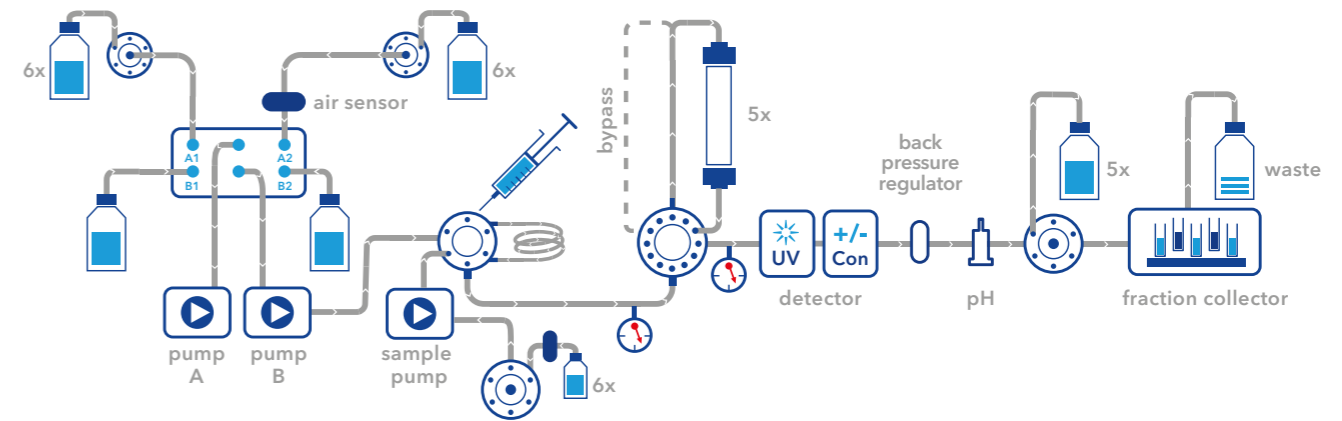 6x
6x
air sensor
A1
A2
B1
B2
pump
A
pump
B
sample
pump
6x
bypass
5x
UV
+/-
Con
detector
back
pressure
regulator
pH
5x
waste
fraction collector